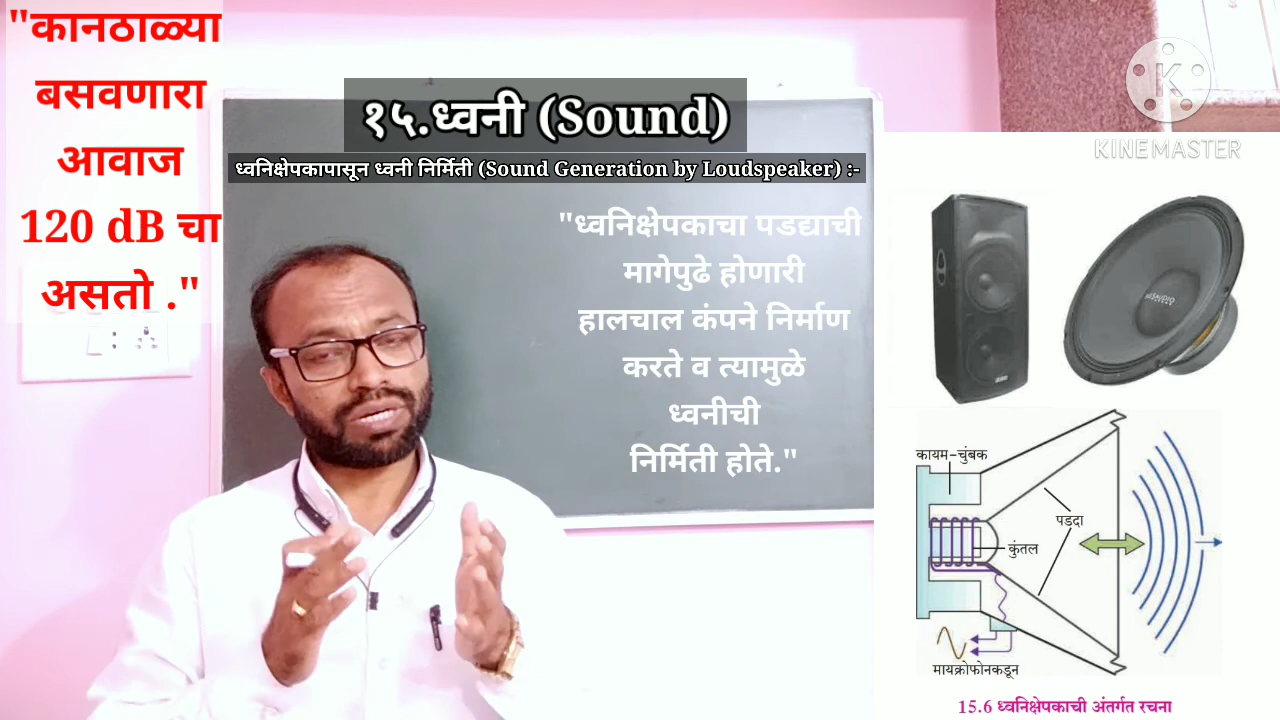 "कानठाळ्या
बसवणारा
आवाज
120 dB चा
असतो ."
१५.ध्वनी (Sound)
ध्वनिक्षेपकापासून ध्वनी निर्मिती (Sound Generation by Loudspeaker) :-
"ध्वनिक्षेपकाचा पडद्याची
मागेपुढे होणारी
हालचाल कंपने निर्माण
करते व त्यामुळे
ध्वनीची
निर्मिती होते."
K
KINEMASTER
कायम-चुंबक
पडदा
कुंतल
मायक्रोफोनकडून
15.6 ध्वनिक्षेपकाची अंतर्गत रचना